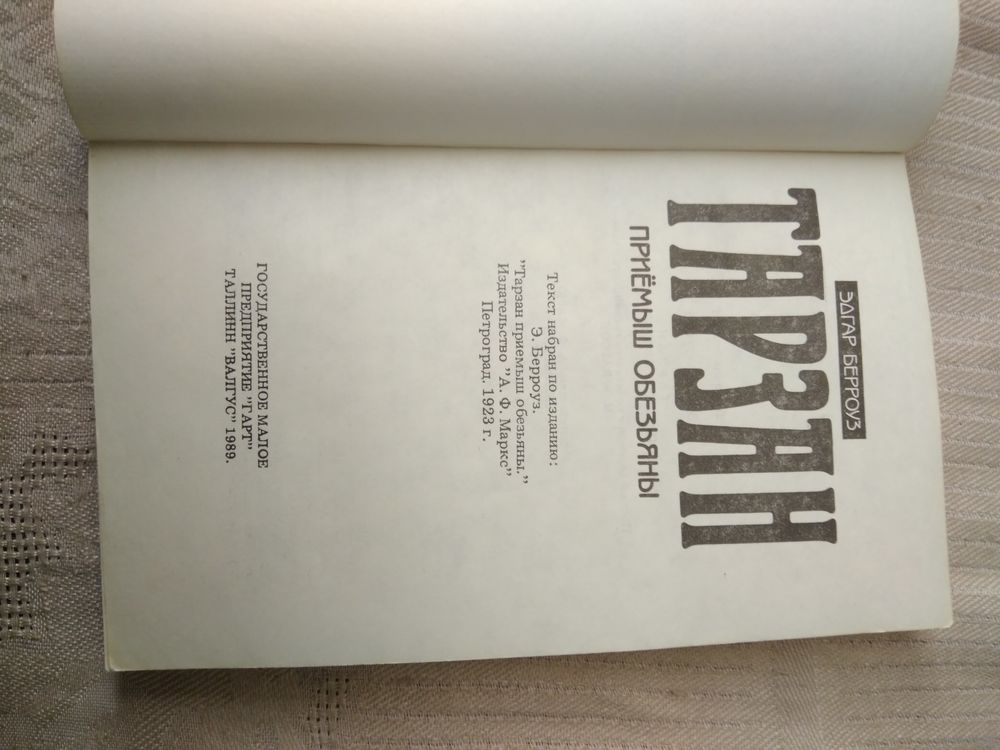 ЭДГАР БЕРРОУЗ
ТАРЗАН
ПРИЁМЫШ ОБЕЗЬЯНЫ
Текст набран по изданию:
Э. Берроуз.
"Тарзан приемыш обезьяны."
Издательство "А. Ф. Маркс"
Петроград. 1923 г.
ГОСУДАРСТВЕННОЕ МАЛОЕ
ПРЕДПРИЯТИЕ "ГАРТ"
ТАЛЛИНН "ВАЛГУС" 1989.